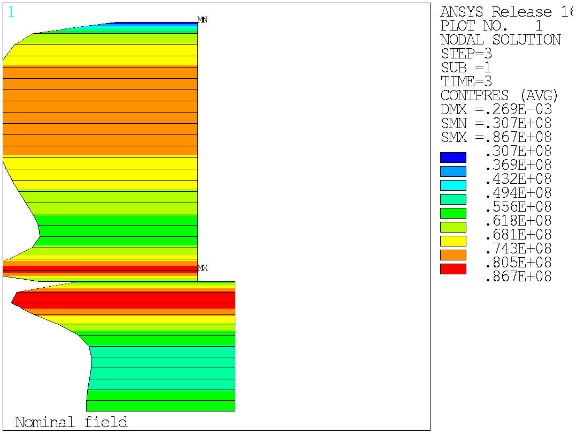 1
MN
MX
Nominal field
ANSYS Release 16
PLOT NO. 1
NODAL SOLUTION
STEP=3
SUB =1
TIME=3
CONTPRES (AVG)
DMX =.269E-03
SMN =.307E+08
SMX =.867E+08
.307E+08
.369E+08
.432E+08
.494E+08
.556E+08
.618E+08
.681E+08
.743E+08
.805E+08
.867E+08